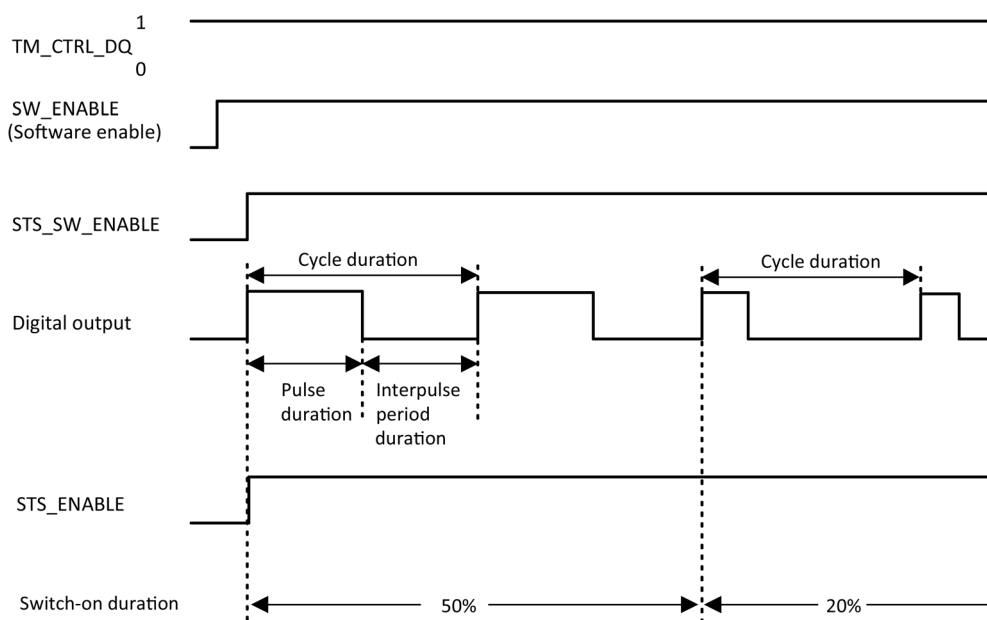 1
TM_CTRL_DQ
0
SW_ENABLE
(Software enable)
STS_SW_ENABLE
Cycle duration
Cycle duration
Digital output
Pulse
duration
Interpulse
period
duration
STS_ENABLE
Switch-on duration
50%
20%